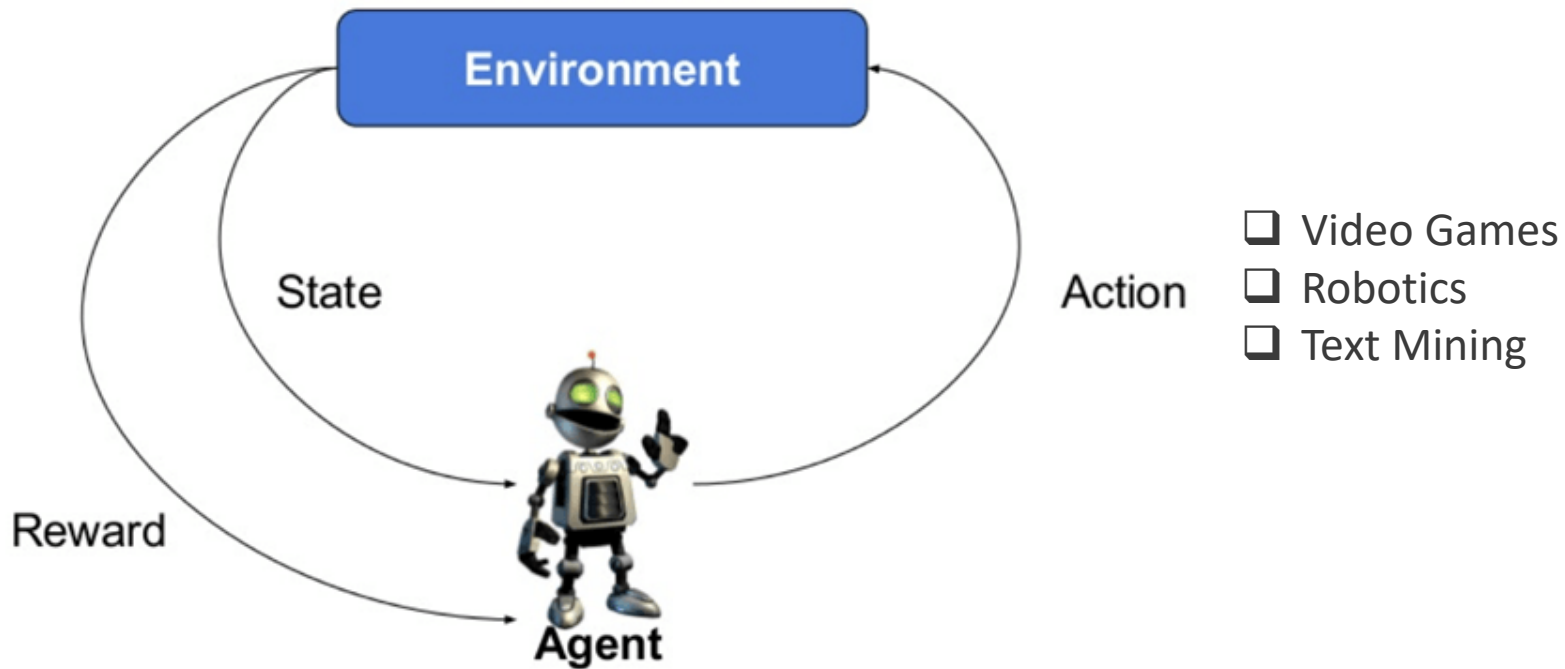 Environment
State
Action
Reward
Agent
❑ Video Games
❑ Robotics
❑ Text Mining